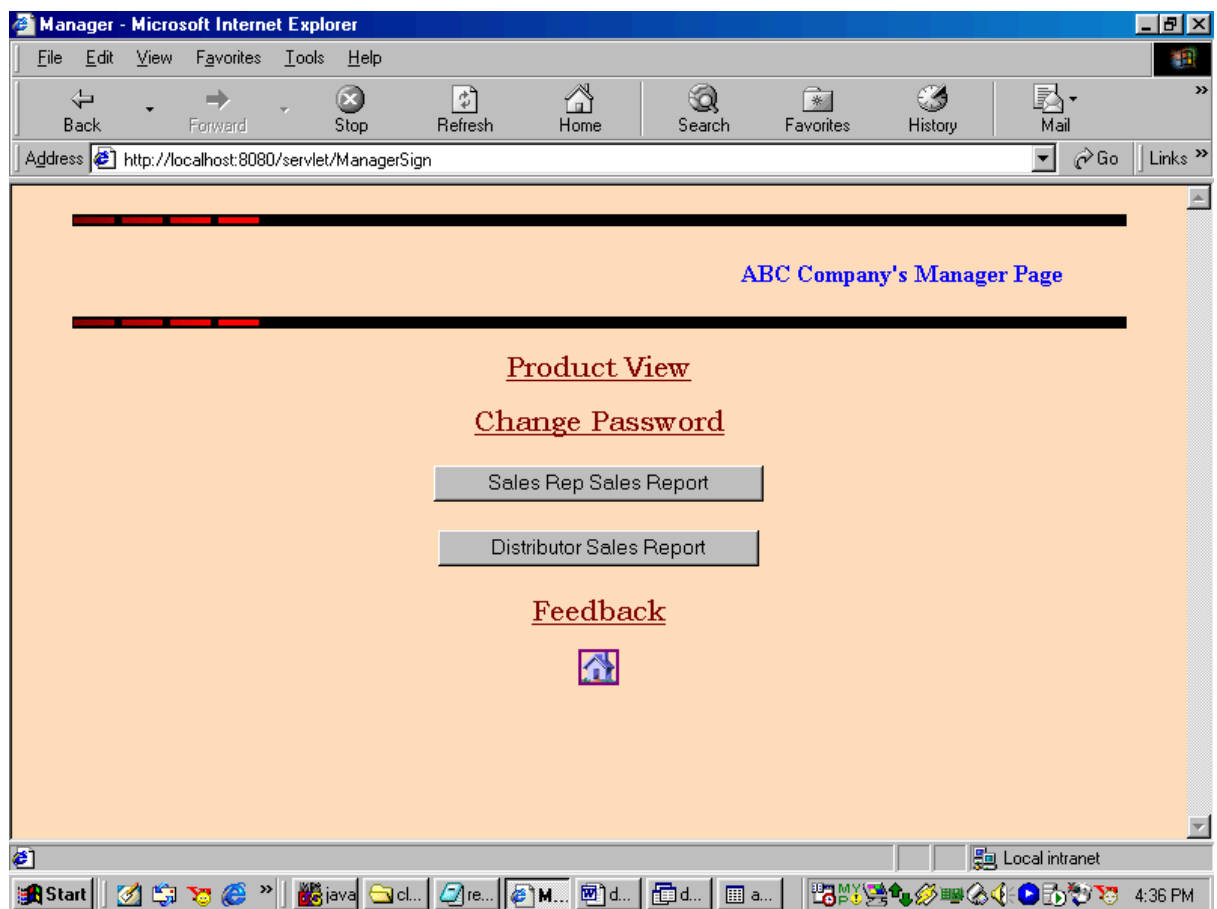 Manager - Microsoft Internet Explorer
File Edit View Favorites Tools Help
Back Forward Stop Refresh Home Search Favorites History Mail »
Address http://localhost:8080/servlet/ManagerSign Go Links »
ABC Company's Manager Page
Product View
Change Password
Sales Rep Sales Report
Distributor Sales Report
Feedback
Local intranet
Start » java cl... re... M... d... d... a... 4:36 PM